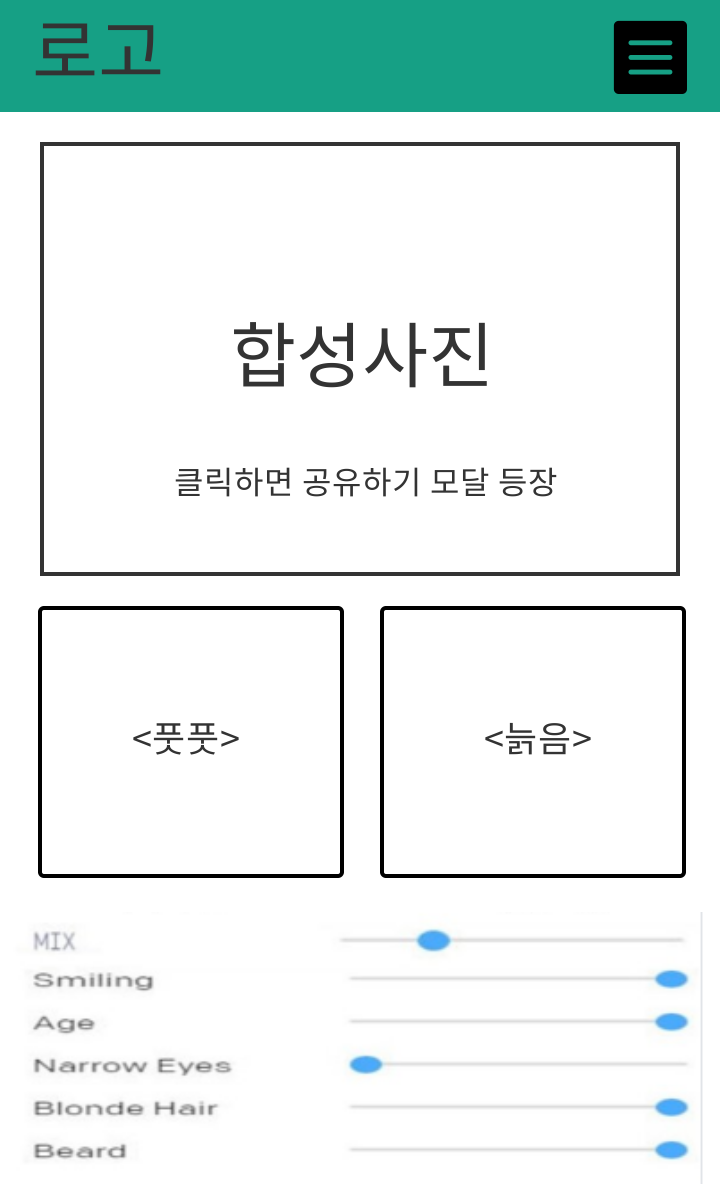 로고
합성사진
클릭하면 공유하기 모달 등장
<풋풋>
<늙음>
MIX
Smiling
Age
Narrow Eyes
Blonde Hair
Beard